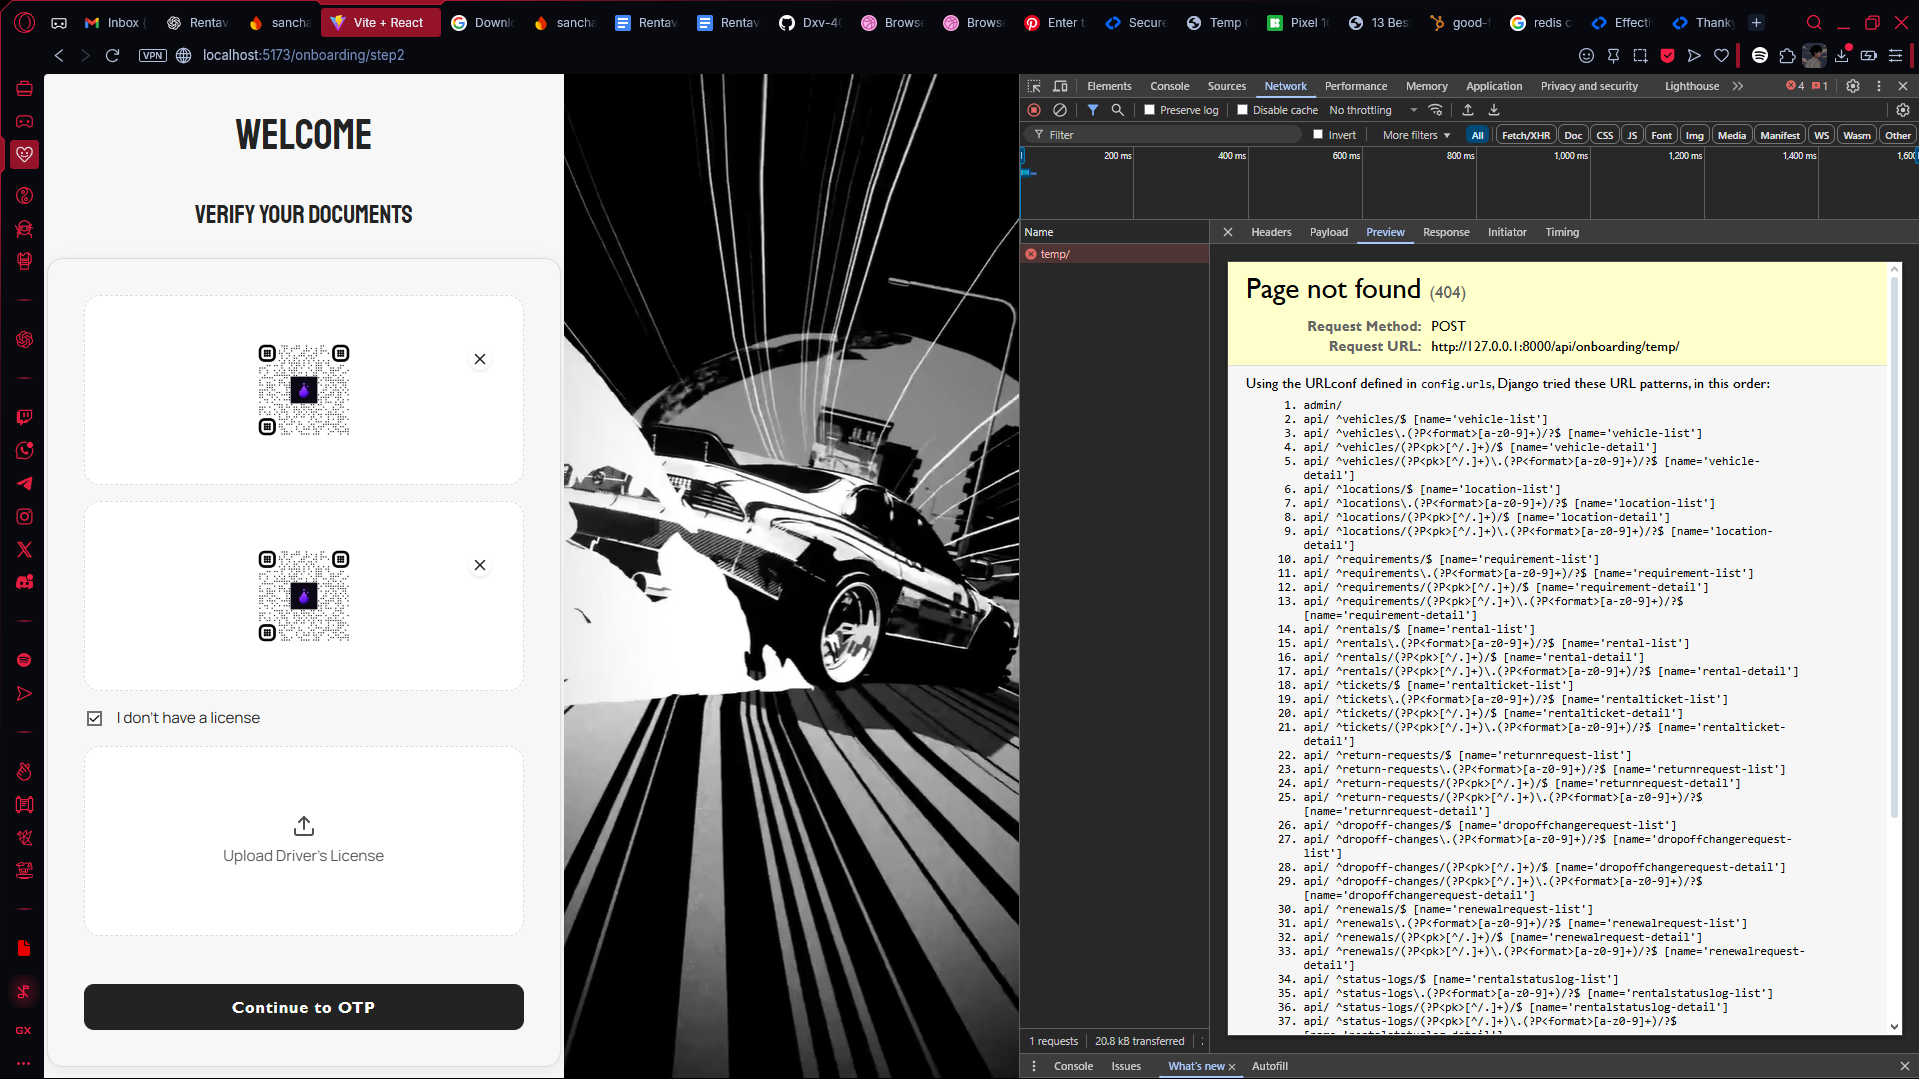 Inbox (
Rentav
sancha
Vite + React
Downl
sancha
Rentav
Rentav
Dxv-4(
Brows
Brows
Enter t
Secure
Temp
Pixel 1
13 Bes
good-f
redis c
Effecti
Thank
VPN
localhost:5173/onboarding/step2
WELCOME
VERIFY YOUR DOCUMENTS
I don't have a license
Upload Driver's License
Continue to OTP
GX
Elements
Console
Sources
Network
Performance
Memory
Application
Privacy and security
Lighthouse
4
1
Preserve log
Disable cache
No throttling
Filter
Invert
More filters
All
Fetch/XHR
Doc
CSS
JS
Font
Img
Media
Manifest
WS
Wasm
Other
200 ms
400 ms
600 ms
800 ms
1,000 ms
1,200 ms
1,400 ms
1,600
Name
temp/
Headers
Payload
Preview
Response
Initiator
Timing
Page not found (404)
Request Method: POST
Request URL: http://127.0.0.1:8000/api/onboarding/temp/
Using the URLconf defined in config.urls, Django tried these URL patterns, in this order:
1. admin/
2. api/ ^vehicles/$ [name='vehicle-list']
3. api/ ^vehicles\.(?P<format>[a-z0-9]+)/?$ [name='vehicle-list']
4. api/ ^vehicles/(?P<pk>[^/.]+)/$ [name='vehicle-detail']
5. api/ ^vehicles/(?P<pk>[^/.]+)\.(?P<format>[a-z0-9]+)/?$ [name='vehicle-
detail']
6. api/ ^locations/$ [name='location-list']
7. api/ ^locations\.(?P<format>[a-z0-9]+)/?$ [name='location-list']
8. api/ ^locations/(?P<pk>[^/.]+)/$ [name='location-detail']
9. api/ ^locations/(?P<pk>[^/.]+)\.(?P<format>[a-z0-9]+)/?$ [name='location-
detail']
10. api/ ^requirements/$ [name='requirement-list']
11. api/ ^requirements\.(?P<format>[a-z0-9]+)/?$ [name='requirement-list']
12. api/ ^requirements/(?P<pk>[^/.]+)/$ [name='requirement-detail']
13. api/ ^requirements/(?P<pk>[^/.]+)\.(?P<format>[a-z0-9]+)/?$
[name='requirement-detail']
14. api/ ^rentals/$ [name='rental-list']
15. api/ ^rentals\.(?P<format>[a-z0-9]+)/?$ [name='rental-list']
16. api/ ^rentals/(?P<pk>[^/.]+)/$ [name='rental-detail']
17. api/ ^rentals/(?P<pk>[^/.]+)\.(?P<format>[a-z0-9]+)/?$ [name='rental-detail']
18. api/ ^tickets/$ [name='rentalticket-list']
19. api/ ^tickets\.(?P<format>[a-z0-9]+)/?$ [name='rentalticket-list']
20. api/ ^tickets/(?P<pk>[^/.]+)/$ [name='rentalticket-detail']
21. api/ ^tickets/(?P<pk>[^/.]+)\.(?P<format>[a-z0-9]+)/?$ [name='rentalticket-
detail']
22. api/ ^return-requests/$ [name='returnrequest-list']
23. api/ ^return-requests\.(?P<format>[a-z0-9]+)/?$ [name='returnrequest-list']
24. api/ ^return-requests/(?P<pk>[^/.]+)/$ [name='returnrequest-detail']
25. api/ ^return-requests/(?P<pk>[^/.]+)\.(?P<format>[a-z0-9]+)/?$
[name='returnrequest-detail']
26. api/ ^dropoff-changes/$ [name='dropoffchangerequest-list']
27. api/ ^dropoff-changes\.(?P<format>[a-z0-9]+)/?$ [name='dropoffchangerequest-
list']
28. api/ ^dropoff-changes/(?P<pk>[^/.]+)/$ [name='dropoffchangerequest-detail']
29. api/ ^dropoff-changes/(?P<pk>[^/.]+)\.(?P<format>[a-z0-9]+)/?$
[name='dropoffchangerequest-detail']
30. api/ ^renewals/$ [name='renewalrequest-list']
31. api/ ^renewals\.(?P<format>[a-z0-9]+)/?$ [name='renewalrequest-list']
32. api/ ^renewals/(?P<pk>[^/.]+)/$ [name='renewalrequest-detail']
33. api/ ^renewals/(?P<pk>[^/.]+)\.(?P<format>[a-z0-9]+)/?$ [name='renewalrequest-
detail']
34. api/ ^status-logs/$ [name='rentalstatuslog-list']
35. api/ ^status-logs\.(?P<format>[a-z0-9]+)/?$ [name='rentalstatuslog-list']
36. api/ ^status-logs/(?P<pk>[^/.]+)/$ [name='rentalstatuslog-detail']
37. api/ ^status-logs/(?P<pk>[^/.]+)\.(?P<format>[a-z0-9]+)/?$
1 requests
20.8 kB transferred
Console
Issues
What's new
Autofill